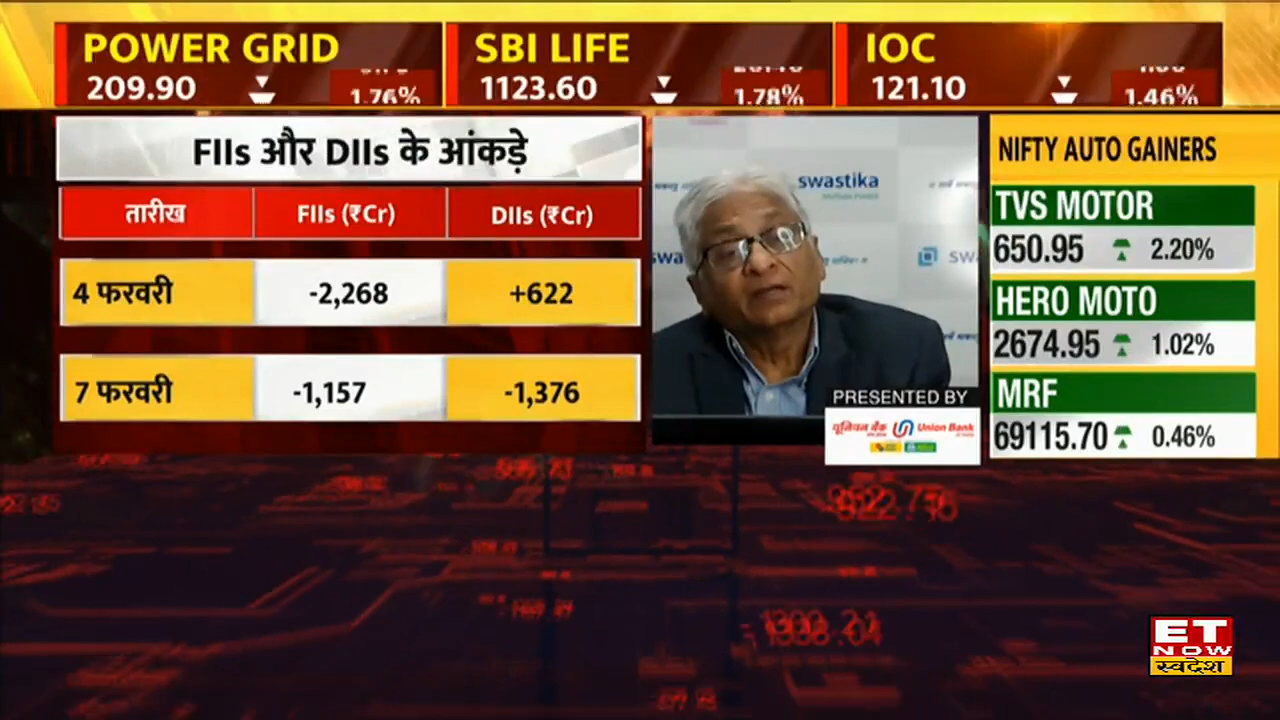 POWER GRID
209.90 1.76%
SBI LIFE
1123.60 1.78%
IOC
121.10 1.46%
FIIs और DIIs के आंकड़े
तारीख FIIs (₹Cr) DIIs (₹Cr)
4 फरवरी -2,268 +622
7 फरवरी -1,157 -1,376
swastika
PRESENTED BY
यूनियन बैंक Union Bank
NIFTY AUTO GAINERS
TVS MOTOR
650.95 2.20%
HERO MOTO
2674.95 1.02%
MRF
69115.70 0.46%
ET
NOW
स्वदेश